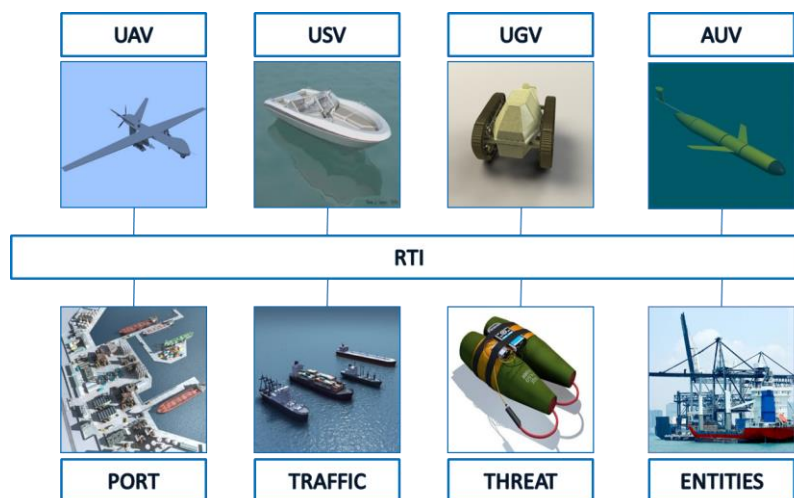 UAV
USV
UGV
AUV
RTI
PORT
TRAFFIC
THREAT
ENTITIES